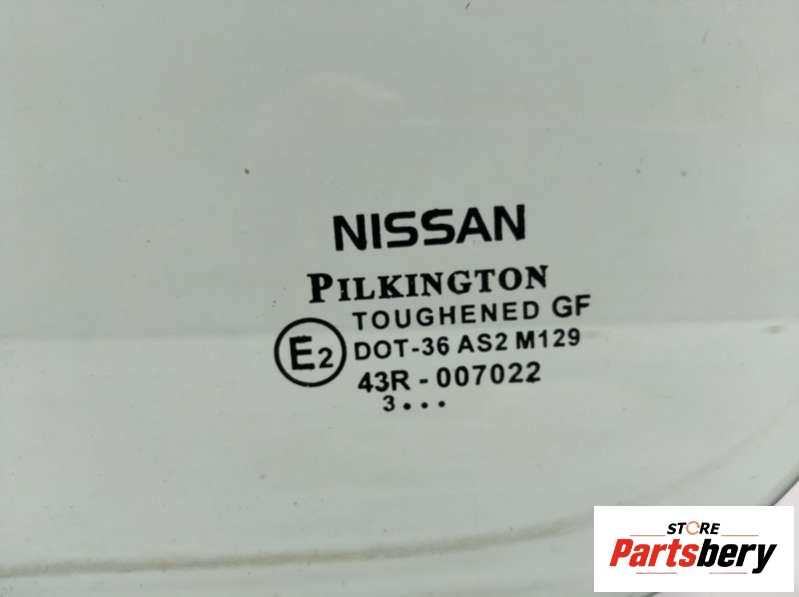 NISSAN
PILKINGTON
TOUGHENED GF
E2
DOT-36 AS2 M129
43R - 007022
3...
STORE
Partsbery